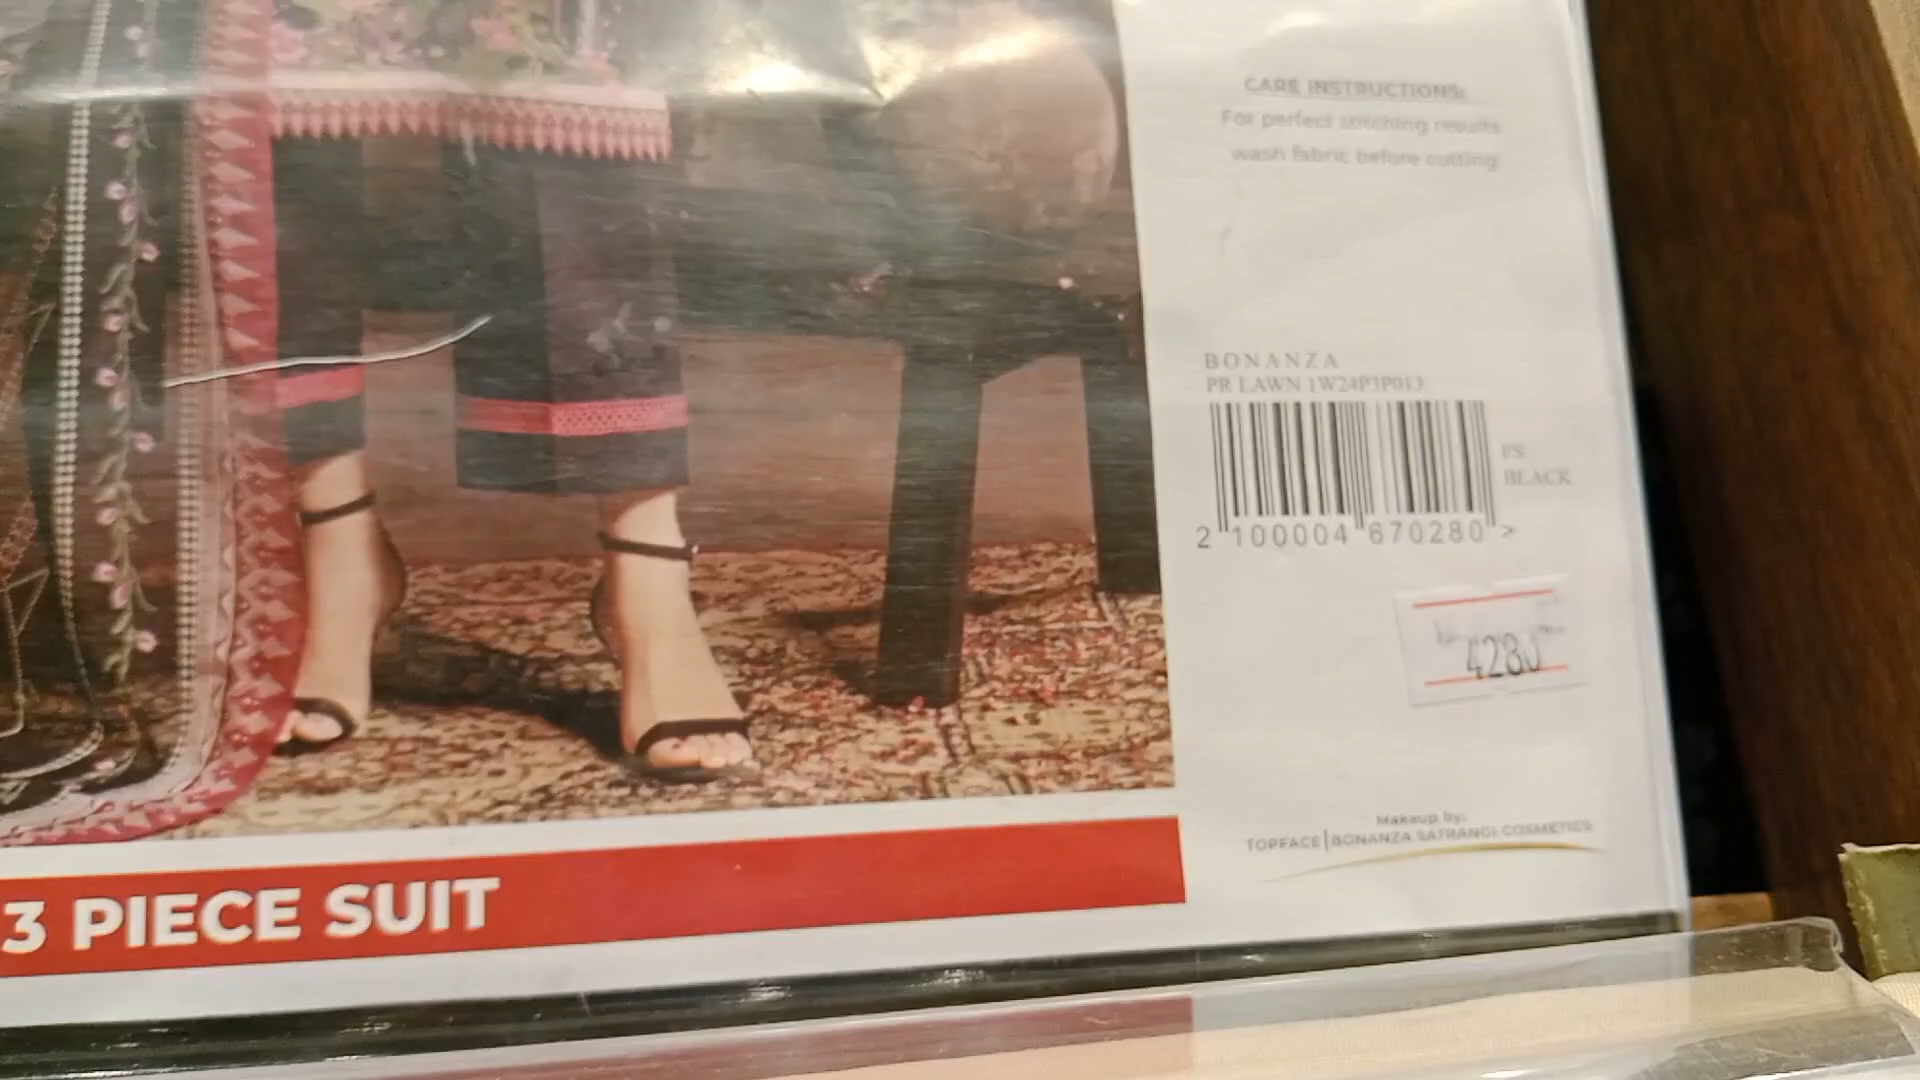 CARE INSTRUCTIONS:
For perfect stitching results
wash fabric before cutting
BONANZA
PR LAWN 1W24P3P013
PS
BLACK
2 100004 670280 >
4280
Makeup by:
TOPFACE | BONANZA SATRANGI COSMETICS
3 PIECE SUIT